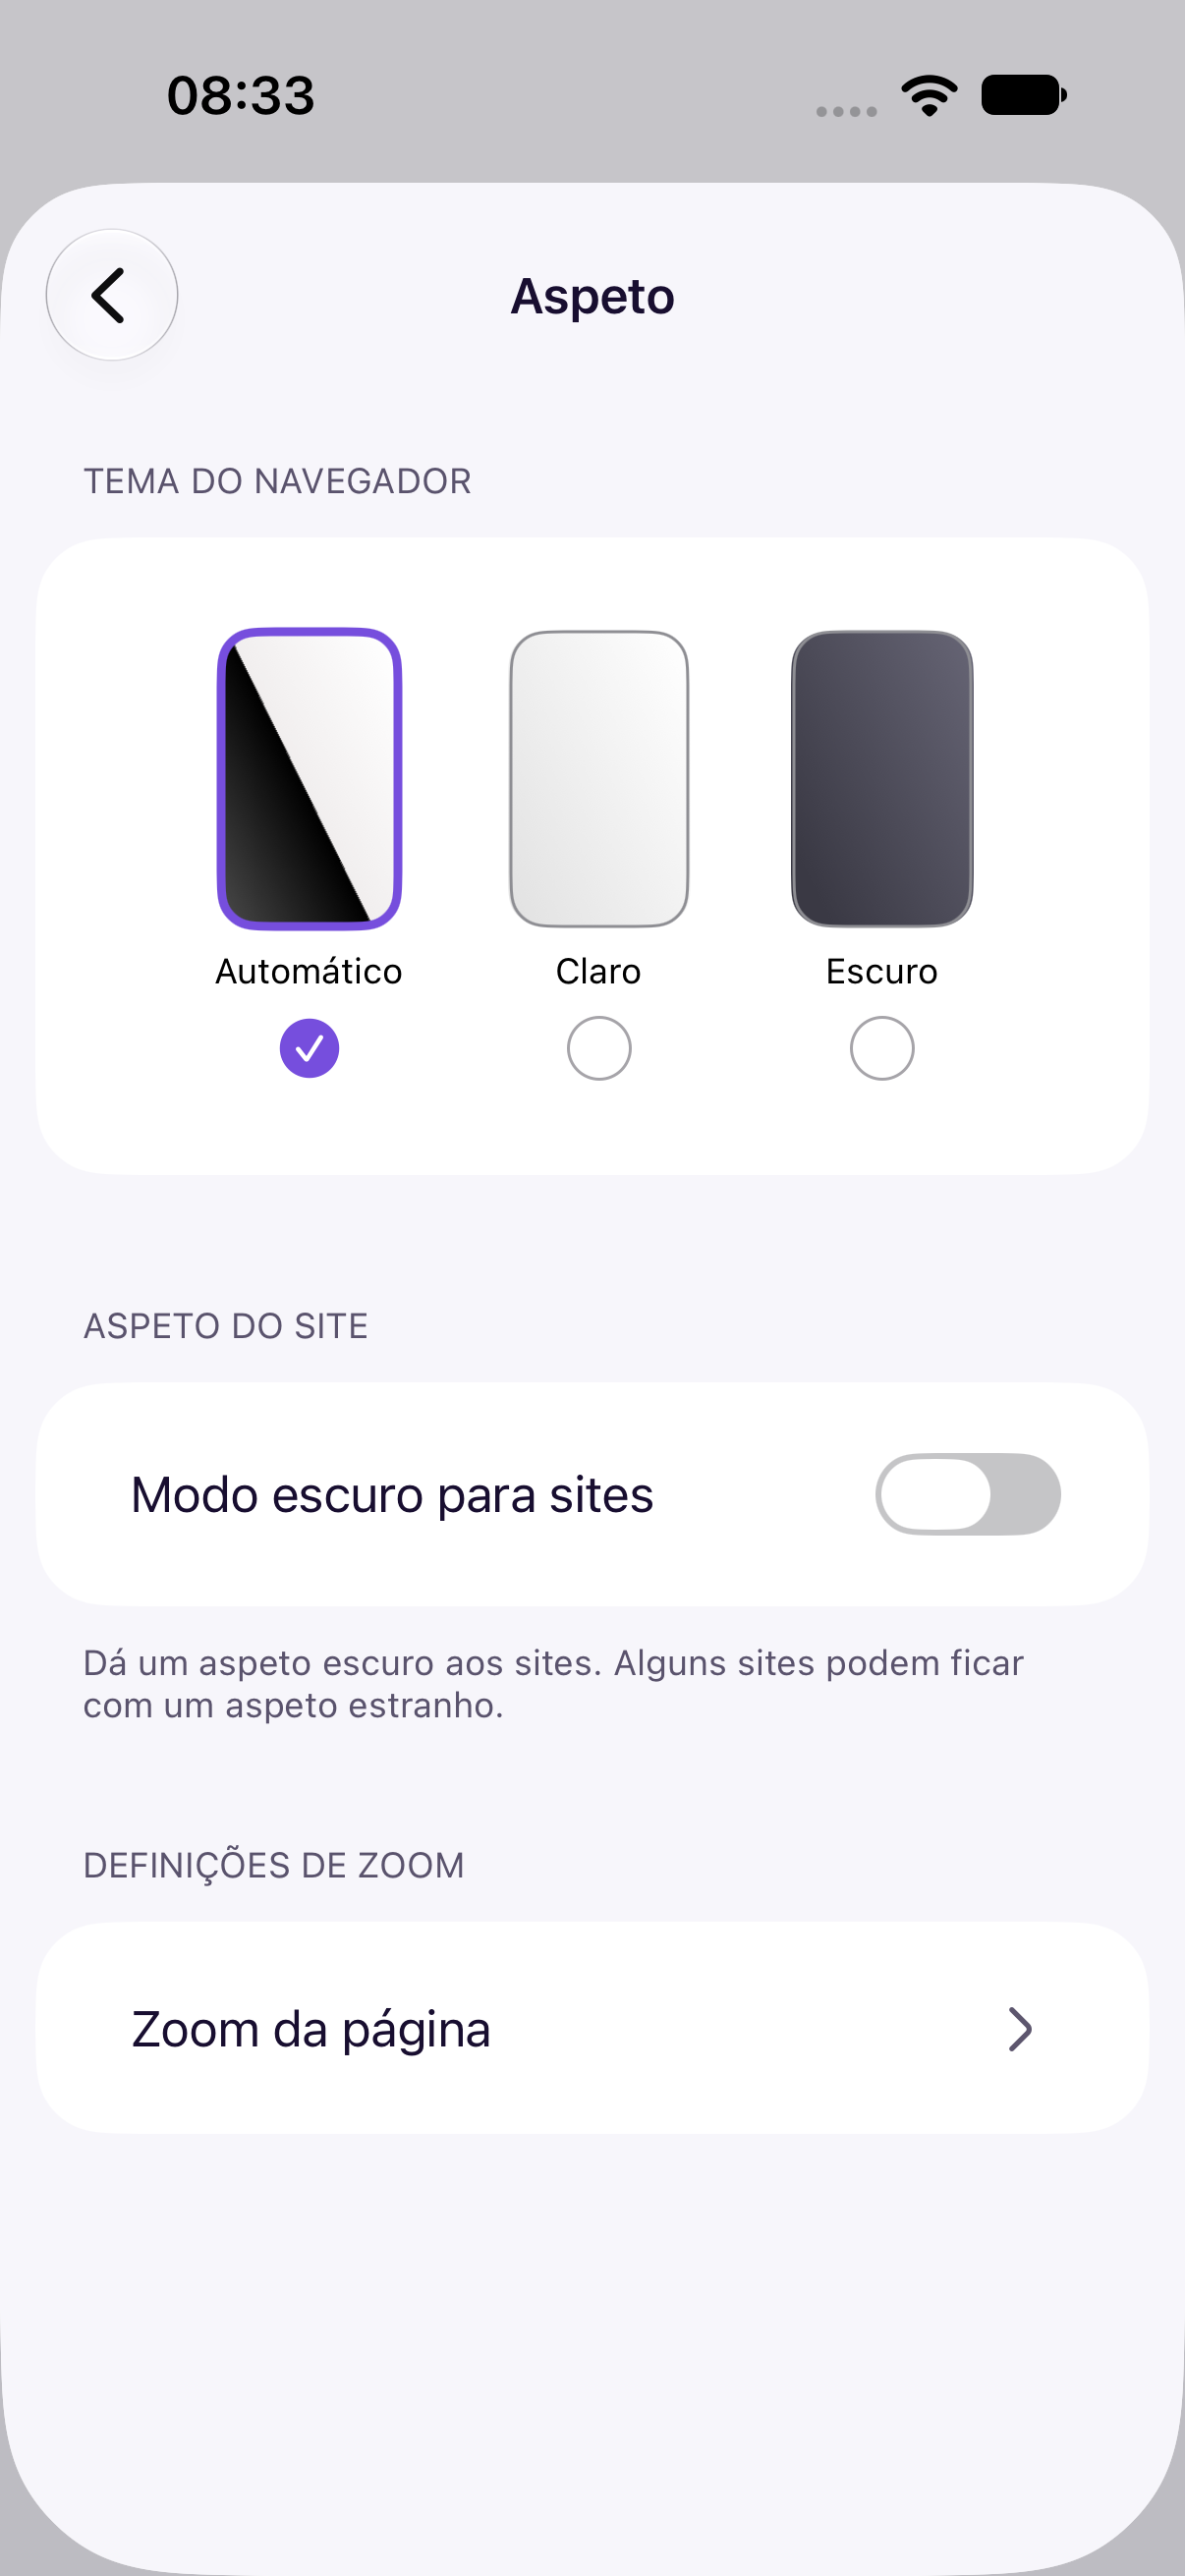 08:33
Aspeto
TEMA DO NAVEGADOR
Automático
Claro
Escuro
ASPETO DO SITE
Modo escuro para sites
Dá um aspeto escuro aos sites. Alguns sites podem ficar
com um aspeto estranho.
DEFINIÇÕES DE ZOOM
Zoom da página